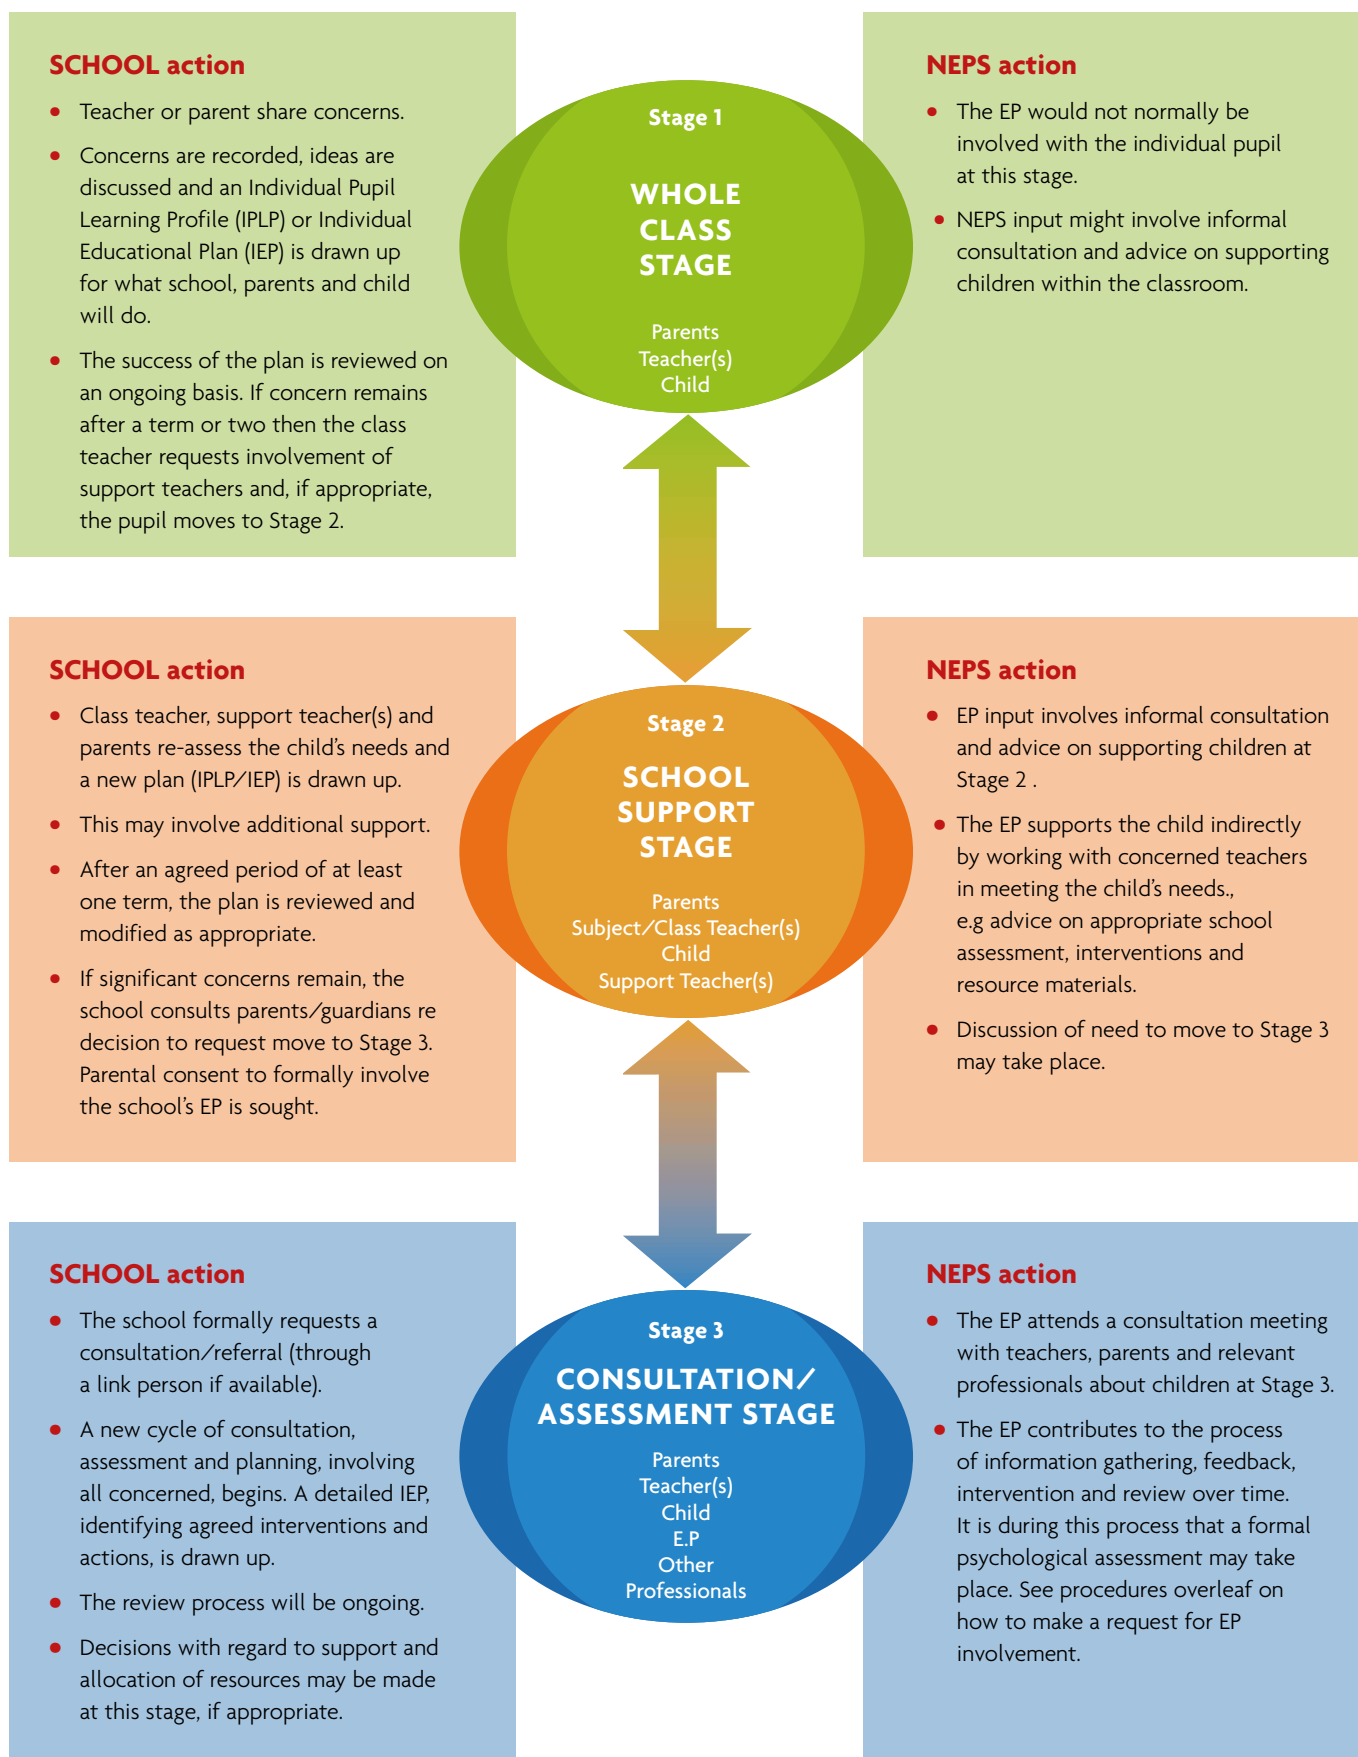 SCHOOL action
• Teacher or parent share concerns.
• Concerns are recorded, ideas are
discussed and an Individual Pupil
Learning Profile (IPLP) or Individual
Educational Plan (IEP) is drawn up
for what school, parents and child
will do.
• The success of the plan is reviewed on
an ongoing basis. If concern remains
after a term or two then the class
teacher requests involvement of
support teachers and, if appropriate,
the pupil moves to Stage 2.
Stage 1
WHOLE
CLASS
STAGE
Parents
Teacher(s)
Child
NEPS action
• The EP would not normally be
involved with the individual pupil
at this stage.
• NEPS input might involve informal
consultation and advice on supporting
children within the classroom.
SCHOOL action
• Class teacher, support teacher(s) and
parents re-assess the child’s needs and
a new plan (IPLP/IEP) is drawn up.
• This may involve additional support.
• After an agreed period of at least
one term, the plan is reviewed and
modified as appropriate.
• If significant concerns remain, the
school consults parents/guardians re
decision to request move to Stage 3.
Parental consent to formally involve
the school’s EP is sought.
Stage 2
SCHOOL
SUPPORT
STAGE
Parents
Subject/Class Teacher(s)
Child
Support Teacher(s)
NEPS action
• EP input involves informal consultation
and advice on supporting children at
Stage 2 .
• The EP supports the child indirectly
by working with concerned teachers
in meeting the child’s needs.,
e.g advice on appropriate school
assessment, interventions and
resource materials.
• Discussion of need to move to Stage 3
may take place.
SCHOOL action
• The school formally requests a
consultation/referral (through
a link person if available).
• A new cycle of consultation,
assessment and planning, involving
all concerned, begins. A detailed IEP,
identifying agreed interventions and
actions, is drawn up.
• The review process will be ongoing.
• Decisions with regard to support and
allocation of resources may be made
at this stage, if appropriate.
Stage 3
CONSULTATION/
ASSESSMENT STAGE
Parents
Teacher(s)
Child
E.P
Other
Professionals
NEPS action
• The EP attends a consultation meeting
with teachers, parents and relevant
professionals about children at Stage 3.
• The EP contributes to the process
of information gathering, feedback,
intervention and review over time.
It is during this process that a formal
psychological assessment may take
place. See procedures overleaf on
how to make a request for EP
involvement.